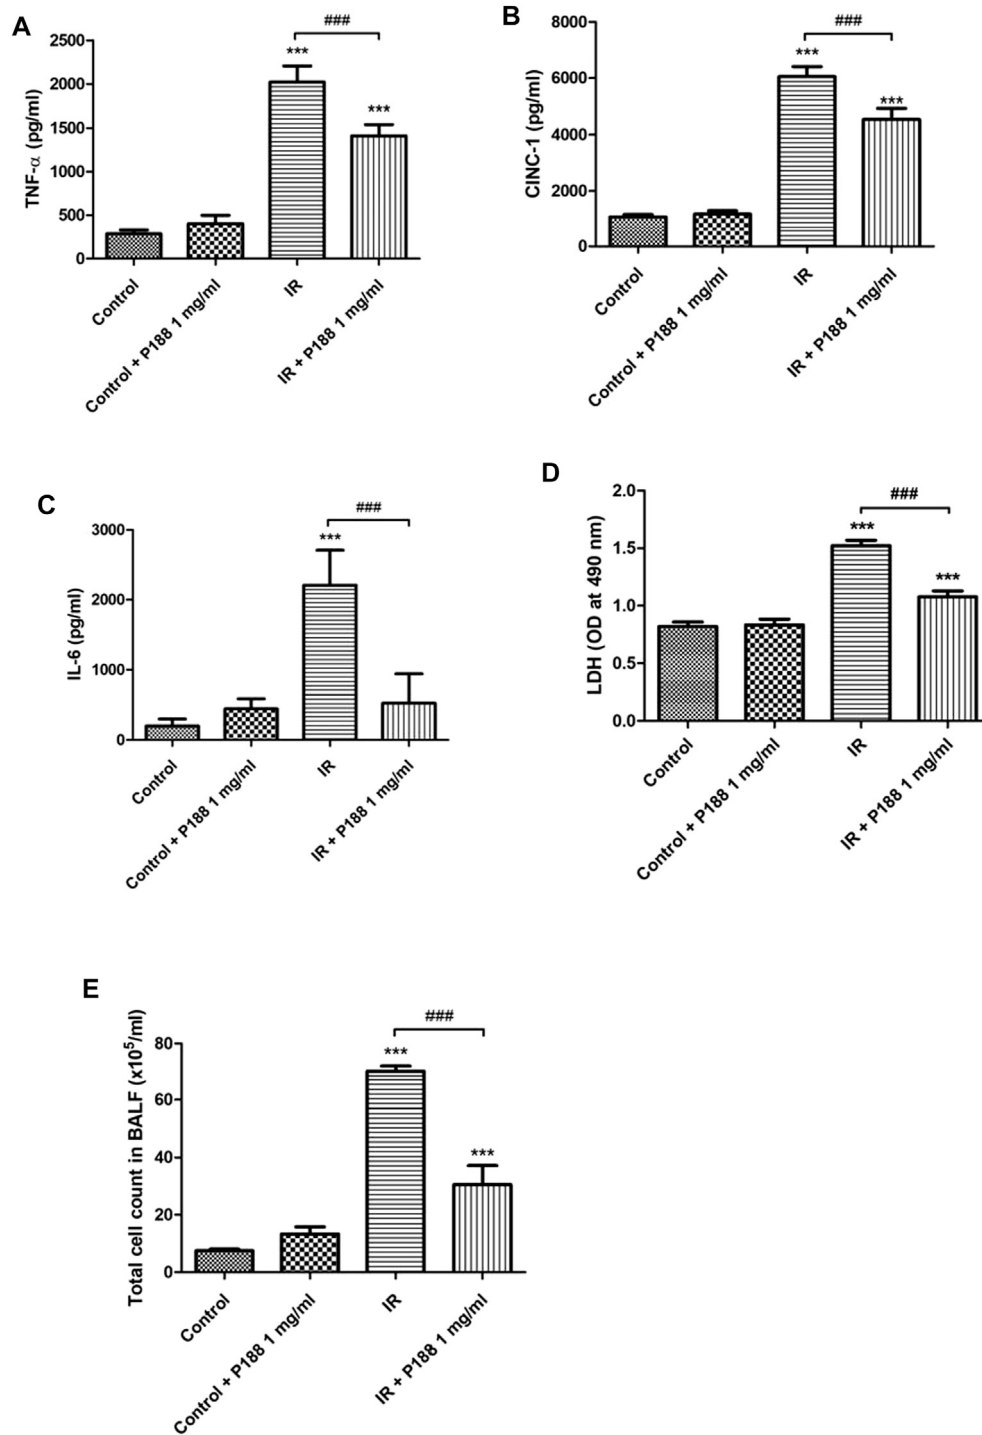 A
TNF-α (pg/ml)
2500
2000
1500
1000
500
0
***
***
###
Control
Control + P188 1 mg/ml
IR
IR + P188 1 mg/ml
B
CINC-1 (pg/ml)
8000
6000
4000
2000
0
***
***
###
Control
Control + P188 1 mg/ml
IR
IR + P188 1 mg/ml
C
IL-6 (pg/ml)
3000
2000
1000
0
***
###
Control
Control + P188 1 mg/ml
IR
IR + P188 1 mg/ml
D
LDH (OD at 490 nm)
2.0
1.5
1.0
0.5
0.0
***
***
###
Control
Control + P188 1 mg/ml
IR
IR + P188 1 mg/ml
E
Total cell count in BALF (x10⁵/ml)
80
60
40
20
0
***
***
###
Control
Control + P188 1 mg/ml
IR
IR + P188 1 mg/ml